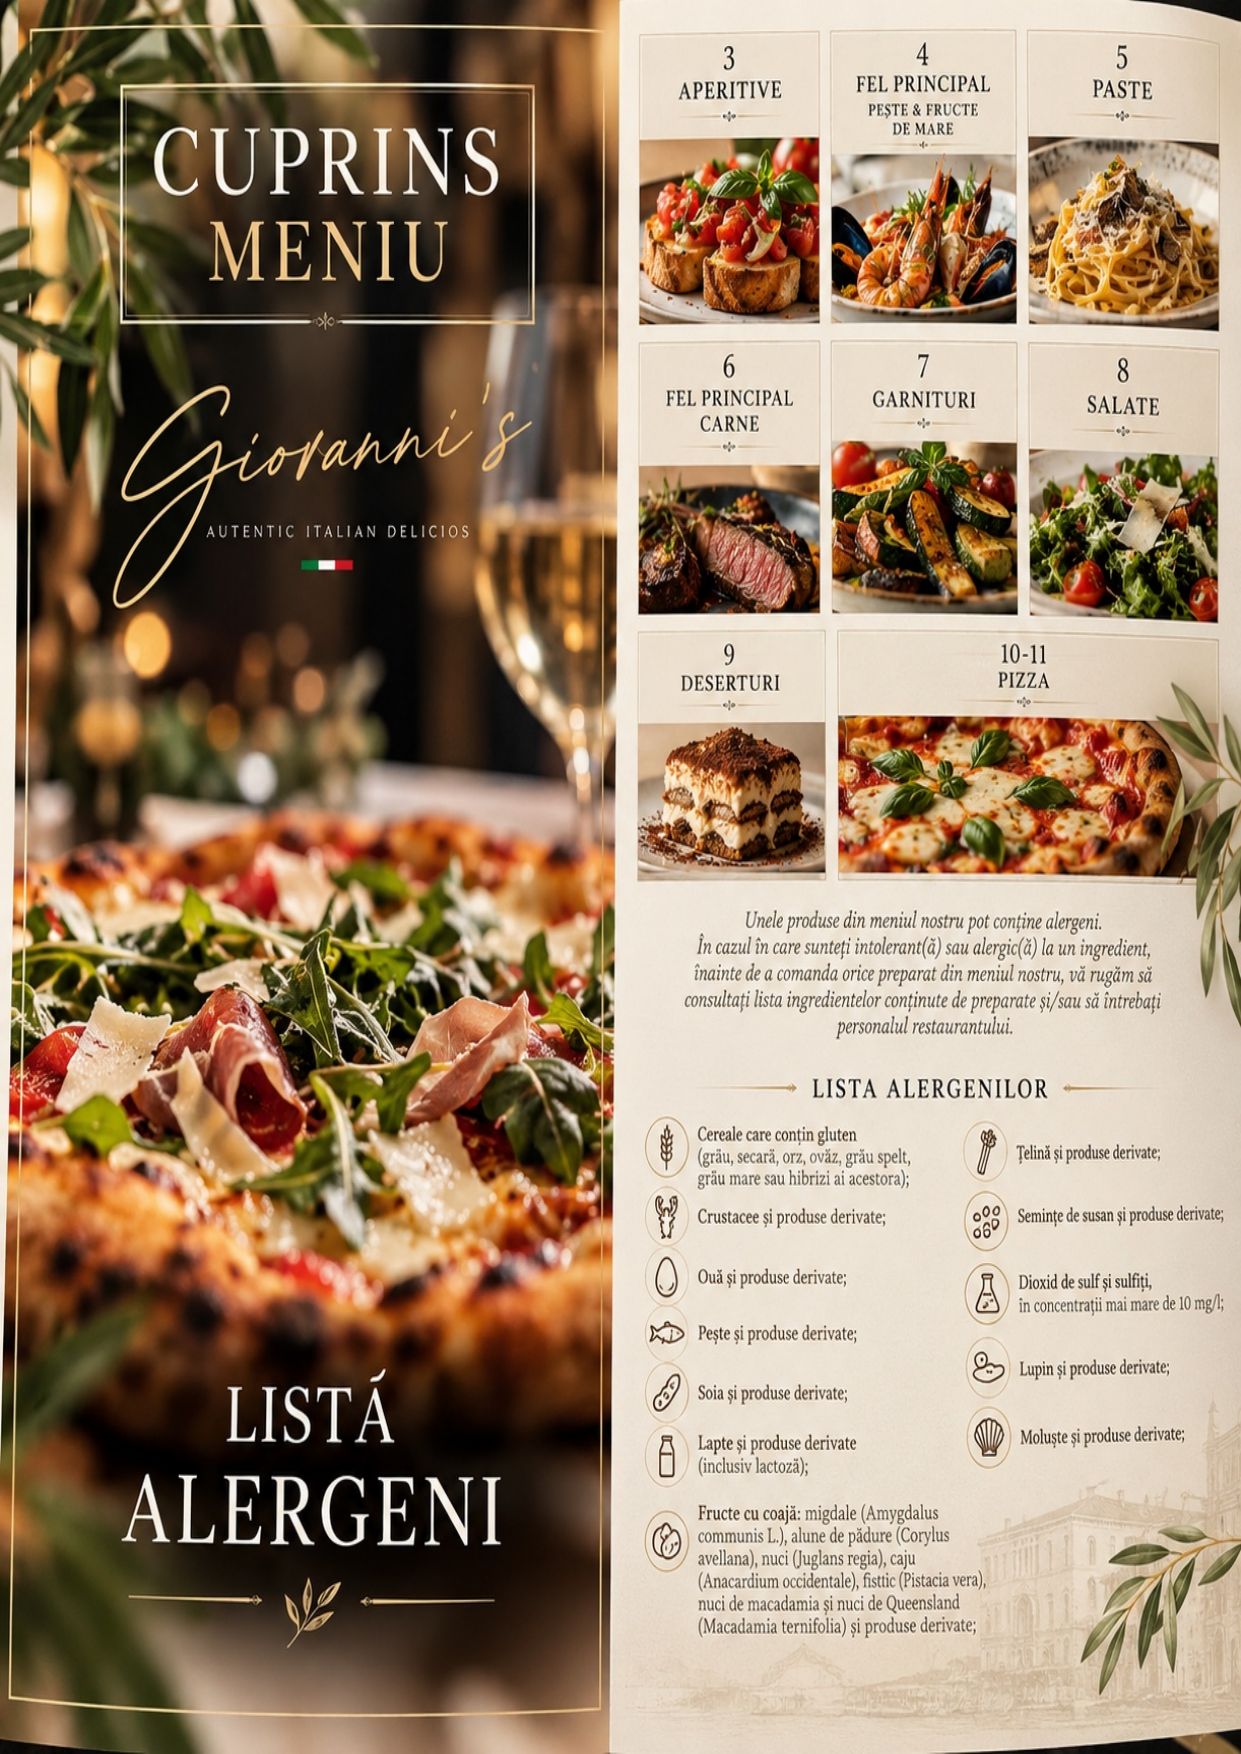 CUPRINS
MENIU
Giovanni's
AUTENTIC ITALIAN DELICIOS
LISTĂ
ALERGENI
3
APERITIVE
4
FEL PRINCIPAL
PEȘTE & FRUCTE
DE MARE
5
PASTE
6
FEL PRINCIPAL
CARNE
7
GARNITURI
8
SALATE
9
DESERTURI
10-11
PIZZA
Unele produse din meniul nostru pot conține alergeni.
În cazul în care sunteți intolerant(ă) sau alergic(ă) la un ingredient,
înainte de a comanda orice preparat din meniul nostru, vă rugăm să
consultați lista ingredientelor conținute de preparate și/sau să întrebați
personalul restaurantului.
LISTA ALERGENILOR
Cereale care conțin gluten
(grău, secară, orz, ovăz, grău spelt,
grău mare sau hibrizi ai acestora);
Crustacee și produse derivate;
Ouă și produse derivate;
Pește și produse derivate;
Soia și produse derivate;
Lapte și produse derivate
(inclusiv lactoză);
Fructe cu coajă: migdale (Amygdalus
communis L.), alune de pădure (Corylus
avellana), nuci (Juglans regia), caju
(Anacardium occidentale), fisttic (Pistacia vera),
nuci de macadamia și nuci de Queensland
(Macadamia ternifolia) și produse derivate;
Țelină și produse derivate;
Semințe de susan și produse derivate;
Dioxid de sulf și sulfiți,
în concentrații mai mare de 10 mg/l;
Lupin și produse derivate;
Moluște și produse derivate;